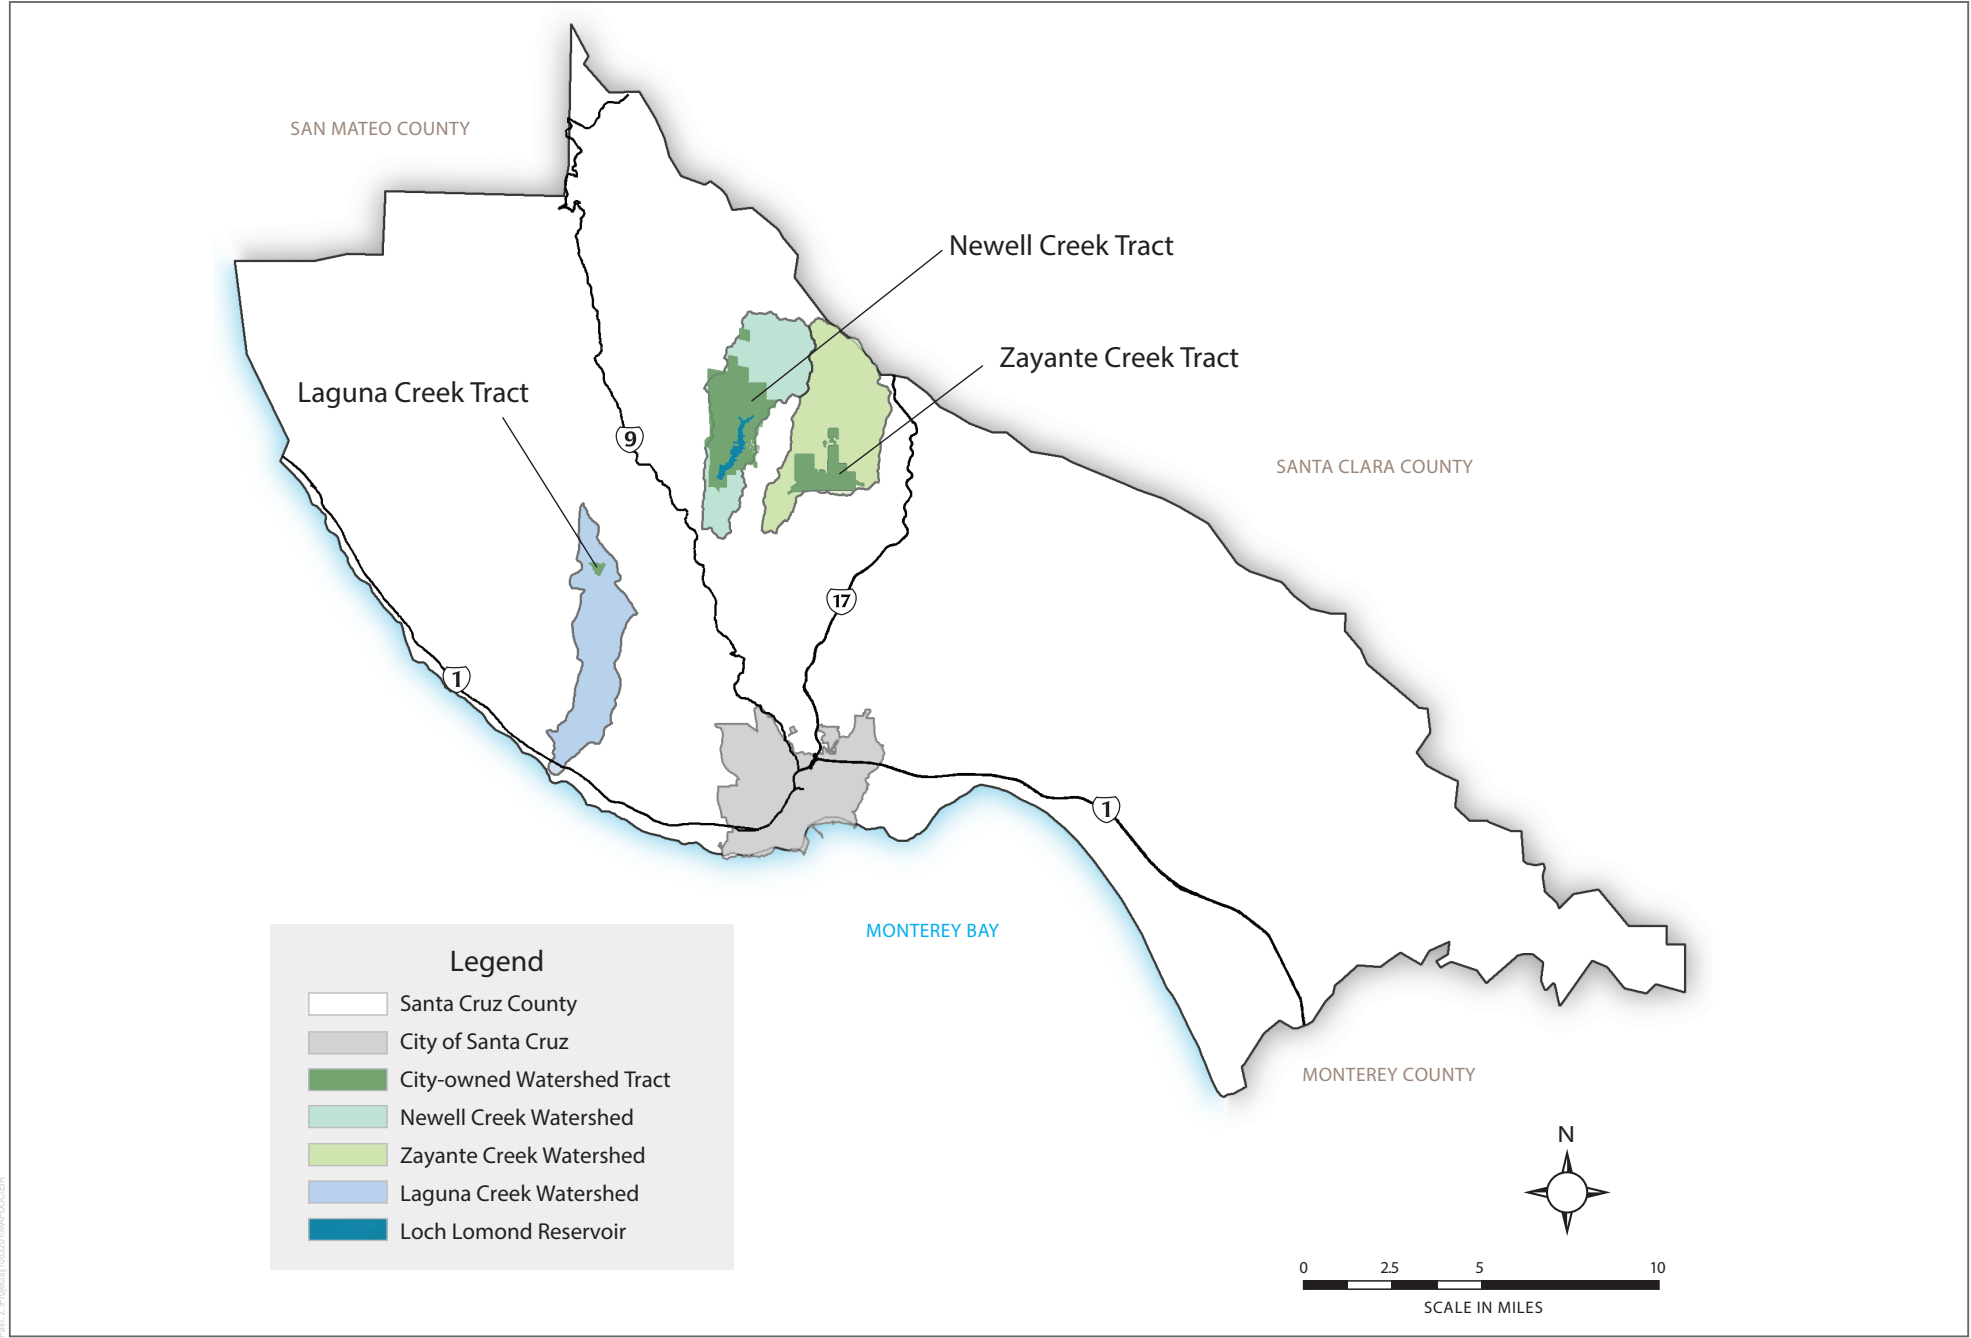 SAN MATEO COUNTY
Newell Creek Tract
Zayante Creek Tract
Laguna Creek Tract
9
SANTA CLARA COUNTY
17
1
1
MONTEREY BAY
Legend
Santa Cruz County
City of Santa Cruz
City-owned Watershed Tract
Newell Creek Watershed
Zayante Creek Watershed
Laguna Creek Watershed
Loch Lomond Reservoir
MONTEREY COUNTY
N
0 2.5 5 10
SCALE IN MILES